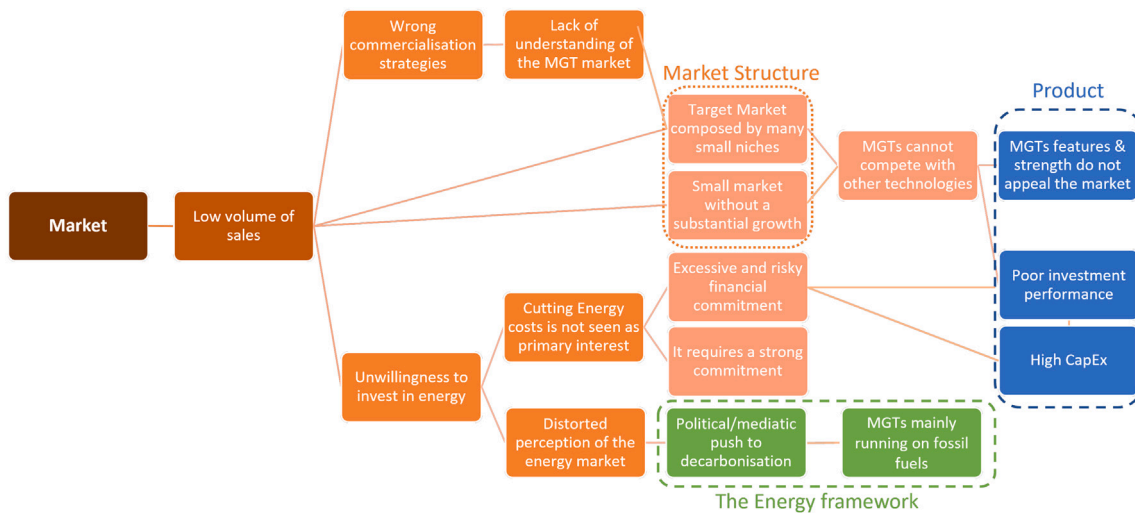 Wrong
commercialisation
strategies
Lack of
understanding of
the MGT market
Market Structure
Target Market
composed by many
small niches
Small market
without a
substantial growth
MGTs cannot
compete with
other technologies
Product
MGTs features &
strength do not
appeal the market
Market
Low volume of
sales
Excessive and risky
financial
commitment
Poor investment
performance
Cutting Energy
costs is not seen as
primary interest
It requires a strong
commitment
High CapEx
Unwillingness to
invest in energy
Distorted
perception of the
energy market
Political/mediatic
push to
decarbonisation
MGTs mainly
running on fossil
fuels
The Energy framework